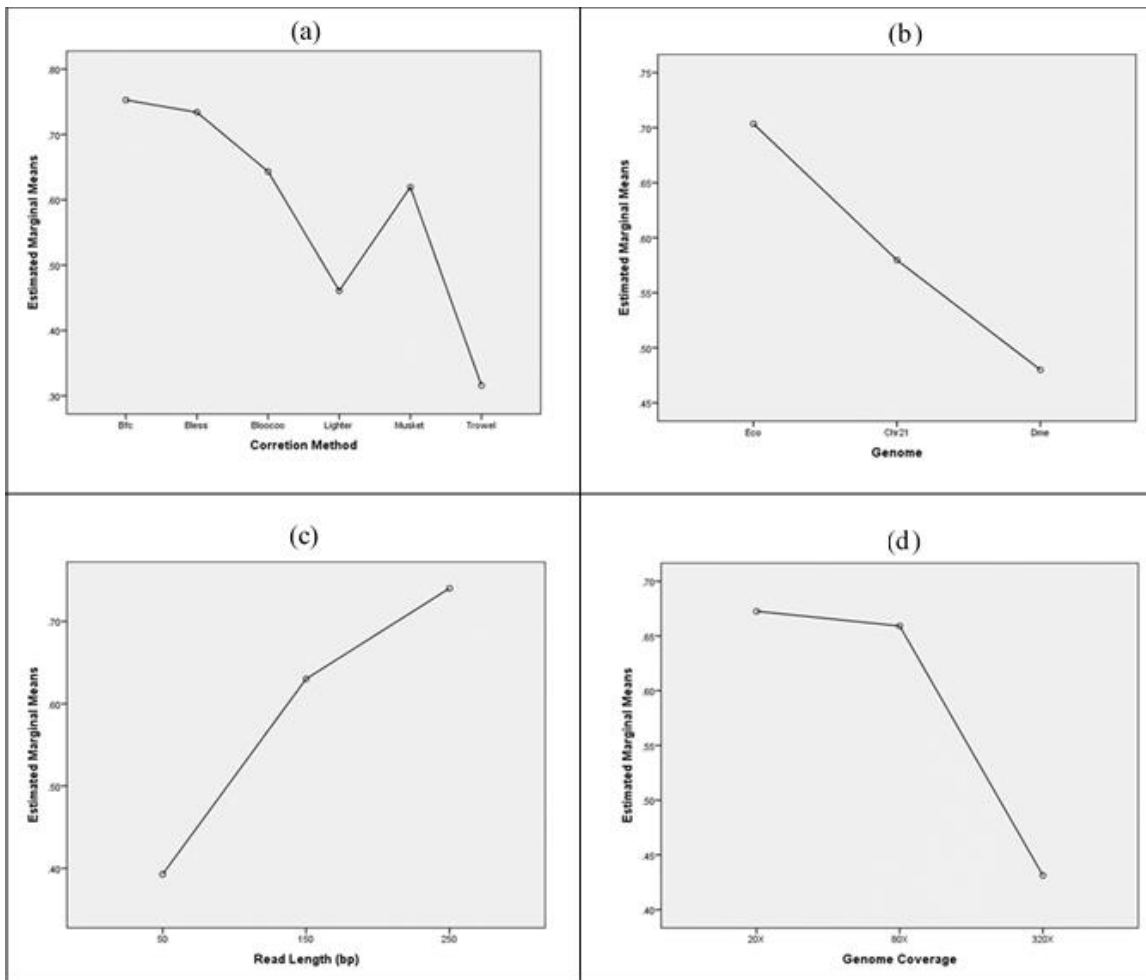 (a)
Estimated Marginal Means
.80
.70
.60
.50
.40
.30
Bfc Bless Bloocoo Lighter Musket Trowel
Corretion Method
(b)
Estimated Marginal Means
.75
.70
.65
.60
.55
.50
.45
Eco Chr21 Dme
Genome
(c)
Estimated Marginal Means
.70
.60
.50
.40
50 150 250
Read Length (bp)
(d)
Estimated Marginal Means
.70
.65
.60
.55
.50
.45
.40
20X 80X 320X
Genome Coverage